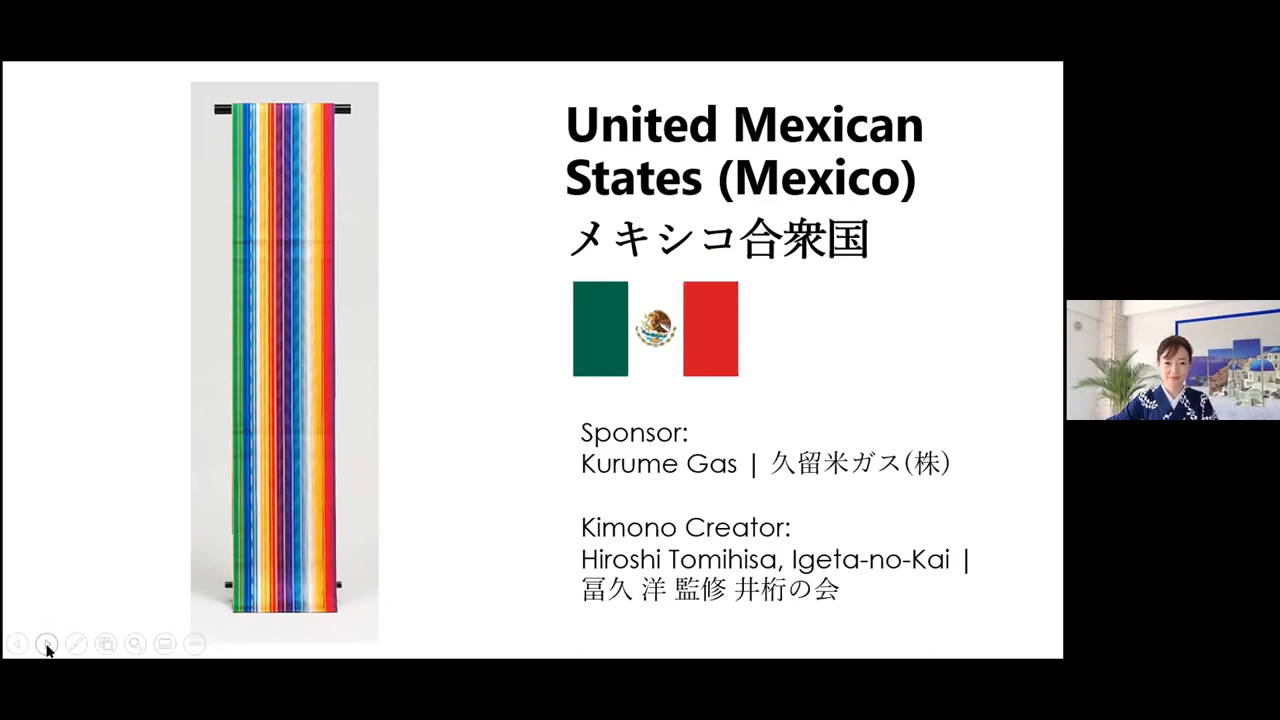 United Mexican
States (Mexico)
メキシコ合衆国
Sponsor:
Kurume Gas | 久留米ガス(株)
Kimono Creator:
Hiroshi Tomihisa, Igeta-no-Kai |
冨久 洋 監修 井桁の会